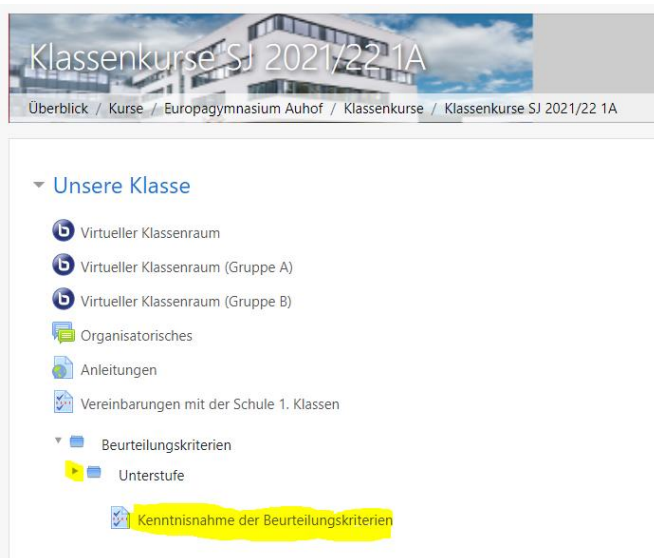 Klassenkurse SJ 2021/22 1A
Überblick / Kurse / Europagymnasium Auhof / Klassenkurse / Klassenkurse SJ 2021/22 1A
Unsere Klasse
Virtueller Klassenraum
Virtueller Klassenraum (Gruppe A)
Virtueller Klassenraum (Gruppe B)
Organisatorisches
Anleitungen
Vereinbarungen mit der Schule 1. Klassen
Beurteilungskriterien
Unterstufe
Kenntnisnahme der Beurteilungskriterien